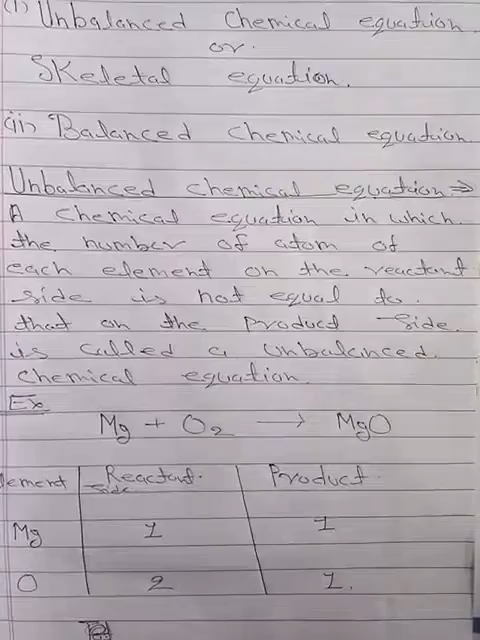 (i) Unbalanced Chemical equation
or.
SKeletal equation.
(ii) Balanced Chemical equation
Unbalanced chemical equation ⇒
A chemical equation in which
the number of atom of
each element on the reactant
side is not equal to.
that on the product side.
is called a unbalanced.
Chemical equation.
Ex
Mg + O₂ → MgO
lement Reactant. Product.
side
Mg 1 1
O 2 1.